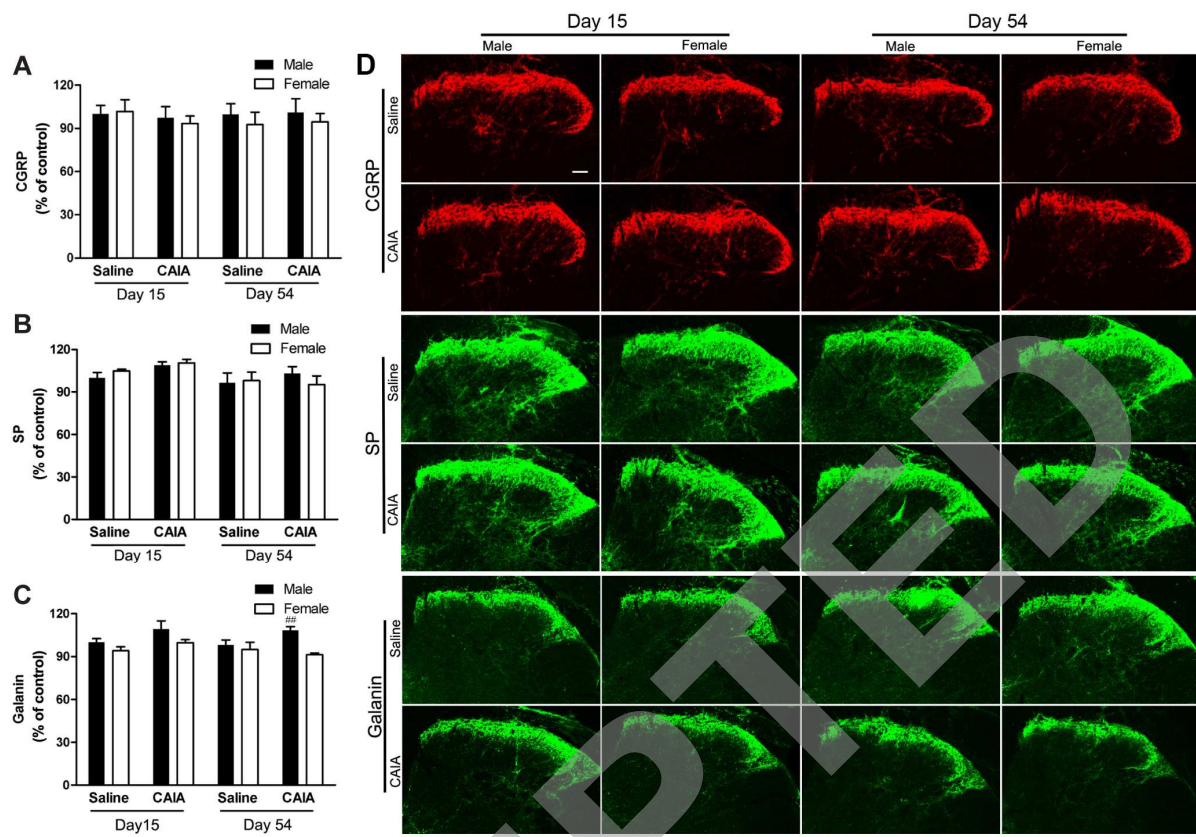 A
Male
Female
CGRP
(% of control)
120
90
60
30
0
Saline CAIA Saline CAIA
Day 15 Day 54
B
Male
Female
SP
(% of control)
120
90
60
30
0
Saline CAIA Saline CAIA
Day 15 Day 54
C
Male
Female
##
Galanin
(% of control)
120
90
60
30
0
Saline CAIA Saline CAIA
Day15 Day 54
D
Day 15 Day 54
Male Female Male Female
CGRP
Saline
CAIA
SP
Saline
CAIA
Galanin
Saline
CAIA
PTED